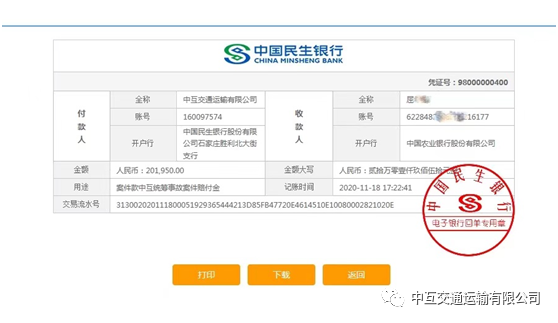 中国民生银行
CHINA MINSHENG BANK
凭证号：98000000400
付款人
全称
中互交通运输有限公司
收款人
全称
屈
账号
160097574
账号
622848
16177
开户行
中国民生银行股份有限公司石家庄胜利北大街支行
开户行
中国农业银行股份有限公司
金额
人民币：201,950.00
金额大写
人民币：贰拾万零壹仟玖佰伍拾元
用途
案件款中互统筹事故案件赔付金
记账时间
2020-11-18 17:22:41
交易流水号
中国民生银行
电子银行回单专用章
打印
下载
返回
中互交通运输有限公司